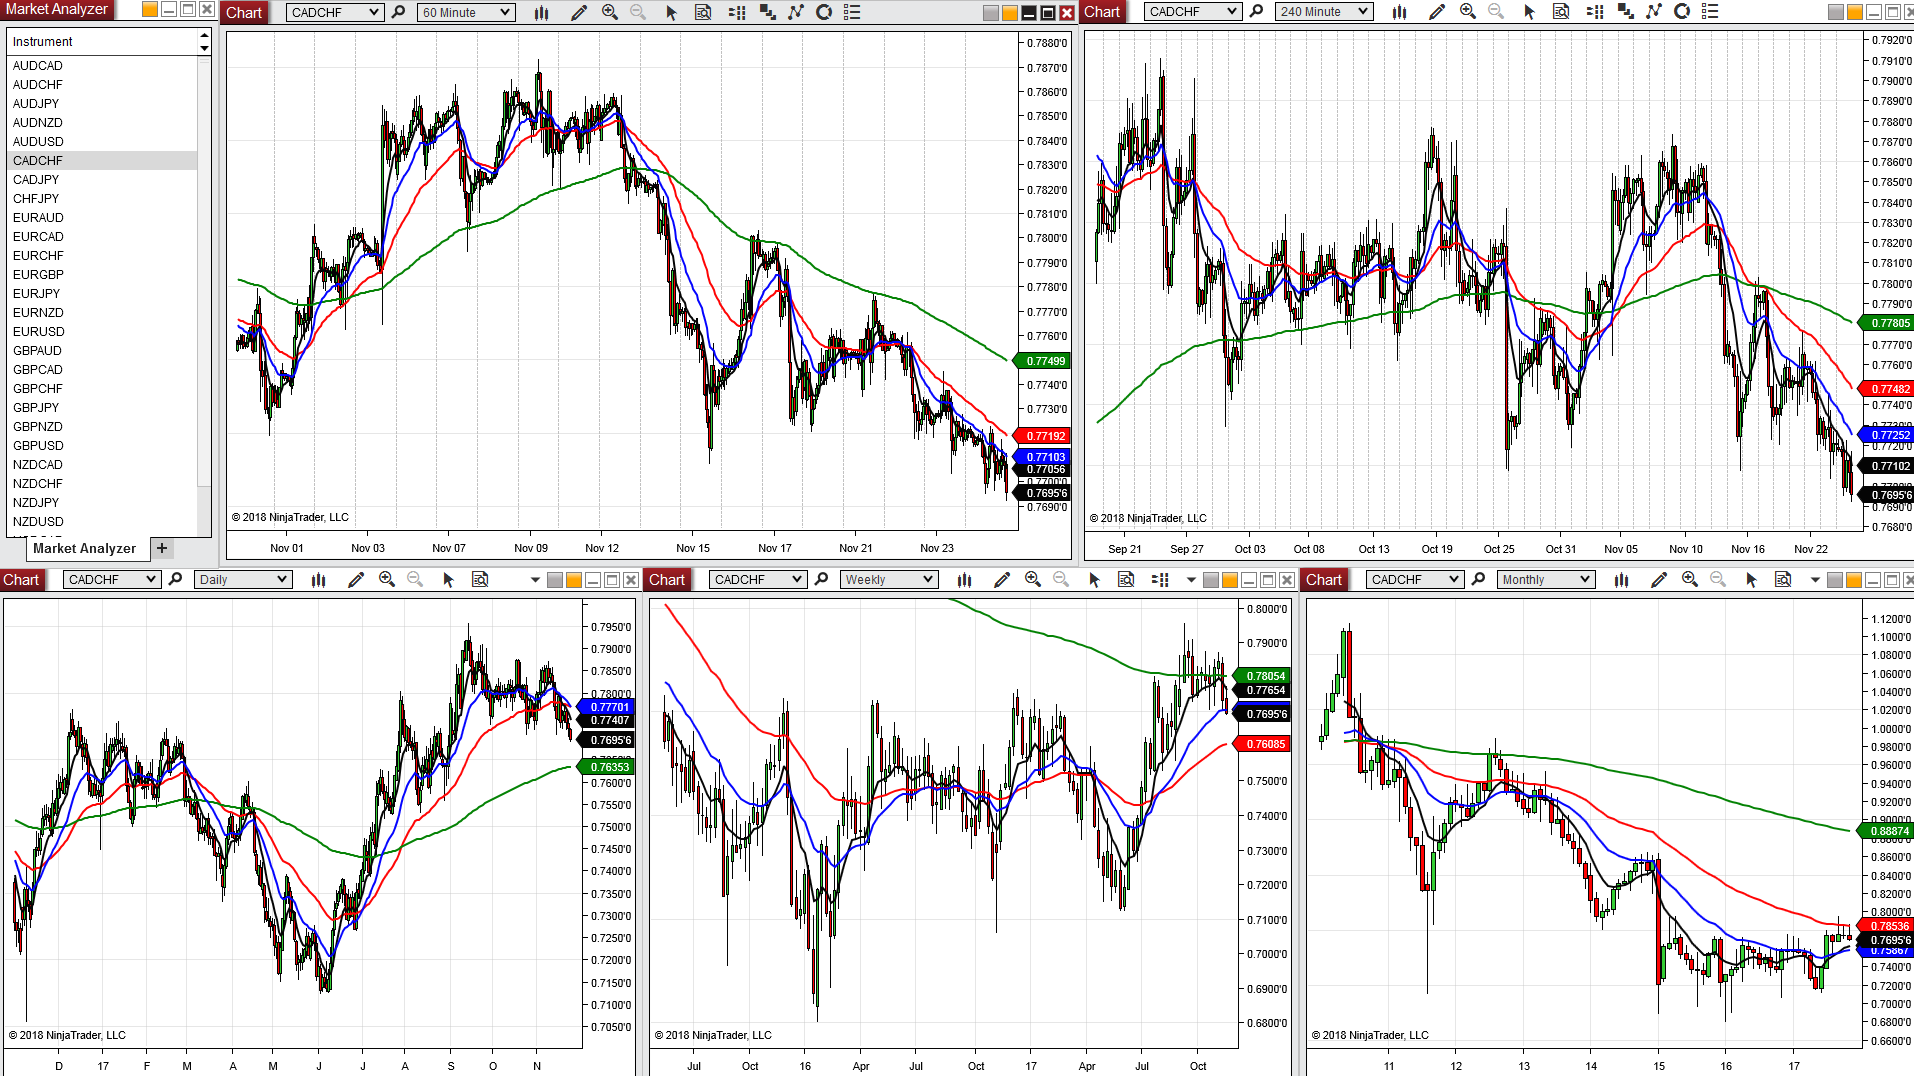 Market Analyzer
Instrument
AUDCAD
AUDCHF
AUDJPY
AUDNZD
AUDUSD
CADCHF
CADJPY
CHFJPY
EURAUD
EURCAD
EURCHF
EURGBP
EURJPY
EURNZD
EURUSD
GBPAUD
GBPCAD
GBPCHF
GBPJPY
GBPNZD
GBPUSD
NZDCAD
NZDCHF
NZDJPY
NZDUSD
Market Analyzer +
Chart CADCHF 60 Minute
0.7880'0
0.7870'0
0.7860'0
0.7850'0
0.7840'0
0.7830'0
0.7820'0
0.7810'0
0.7800'0
0.7790'0
0.7780'0
0.7770'0
0.7760'0
0.77499
0.7740'0
0.7730'0
0.77192
0.77103
0.77056
0.7700'0
0.7695'6
0.7690'0
© 2018 NinjaTrader, LLC
Nov 01 Nov 03 Nov 07 Nov 09 Nov 12 Nov 15 Nov 17 Nov 21 Nov 23
Chart CADCHF 240 Minute
0.7920'0
0.7910'0
0.7900'0
0.7890'0
0.7880'0
0.7870'0
0.7860'0
0.7850'0
0.7840'0
0.7830'0
0.7820'0
0.7810'0
0.7800'0
0.7790'0
0.77805
0.7770'0
0.7760'0
0.77482
0.7740'0
0.77252
0.7720'0
0.77102
0.7695'6
0.7680'0
© 2018 NinjaTrader, LLC
Sep 21 Sep 27 Oct 03 Oct 08 Oct 13 Oct 19 Oct 25 Oct 31 Nov 05 Nov 10 Nov 16 Nov 22
Chart CADCHF Daily
0.7950'0
0.7900'0
0.7850'0
0.7800'0
0.77701
0.77407
0.7695'6
0.76353
0.7600'0
0.7550'0
0.7500'0
0.7450'0
0.7400'0
0.7350'0
0.7300'0
0.7250'0
0.7200'0
0.7150'0
0.7100'0
0.7050'0
© 2018 NinjaTrader, LLC
D 17 F M A M J J A S O N
Chart CADCHF Weekly
0.8000'0
0.7900'0
0.78054
0.77654
0.7695'6
0.76085
0.7500'0
0.7400'0
0.7300'0
0.7200'0
0.7100'0
0.7000'0
0.6900'0
0.6800'0
© 2018 NinjaTrader, LLC
Jul Oct 16 Apr Jul Oct 17 Apr Jul Oct
Chart CADCHF Monthly
1.1200'0
1.1000'0
1.0800'0
1.0600'0
1.0400'0
1.0200'0
1.0000'0
0.9800'0
0.9600'0
0.9400'0
0.9200'0
0.9000'0
0.88874
0.8600'0
0.8400'0
0.8200'0
0.8000'0
0.78536
0.7695'6
0.75867
0.7400'0
0.7200'0
0.7000'0
0.6800'0
0.6600'0
© 2018 NinjaTrader, LLC
11 12 13 14 15 16 17